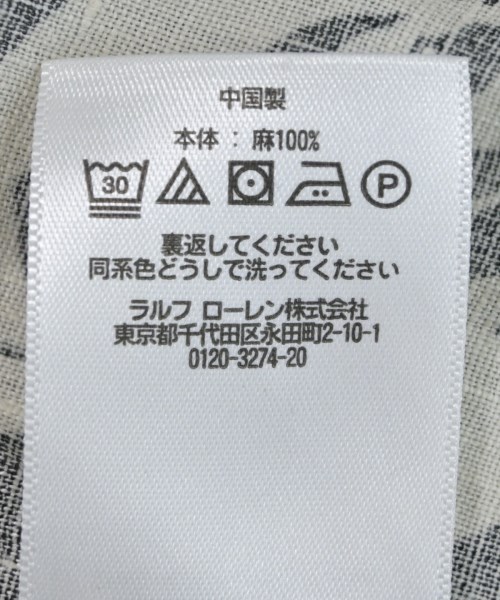 中国製
本体 : 麻100%
30 P
裏返してください
同系色どうしで洗ってください
ラルフ ローレン株式会社
東京都千代田区永田町2-10-1
0120-3274-20